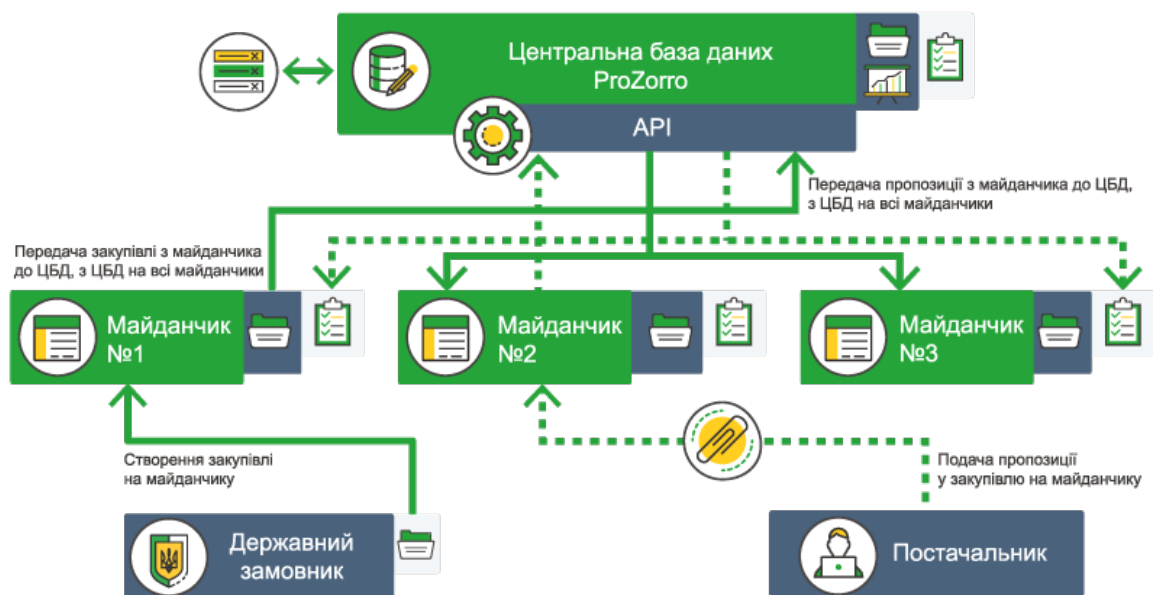 Центральна база даних
ProZorro
API
Передача пропозиції з майданчика до ЦБД,
з ЦБД на всі майданчики
Передача закупівлі з майданчика
до ЦБД, з ЦБД на всі майданчики
Майданчик
№1
Майданчик
№2
Майданчик
№3
Створення закупівлі
на майданчику
Подача пропозиції
у закупівлю на майданчику
Державний
замовник
Постачальник